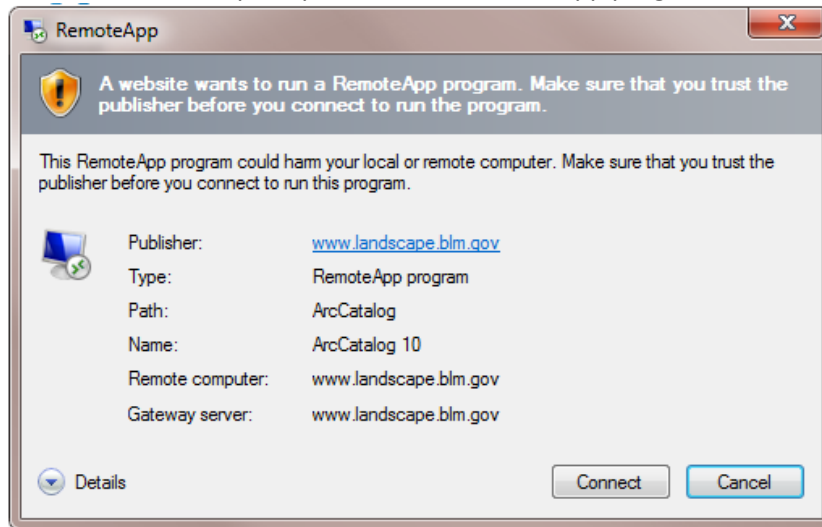 RemoteApp
A website wants to run a RemoteApp program. Make sure that you trust the
publisher before you connect to run the program.
This RemoteApp program could harm your local or remote computer. Make sure that you trust the
publisher before you connect to run this program.
Publisher: www.landscape.blm.gov
Type: RemoteApp program
Path: ArcCatalog
Name: ArcCatalog 10
Remote computer: www.landscape.blm.gov
Gateway server: www.landscape.blm.gov
Details Connect Cancel